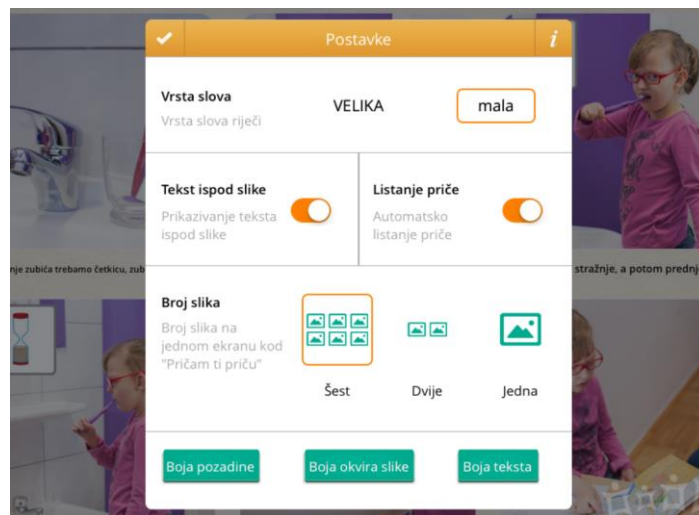 Postavke
i
Vrsta slova
Vrsta slova riječi
VELIKA
mala
Tekst ispod slike
Prikazivanje teksta
ispod slike
Listanje priče
Automatsko
listanje priče
nje zubića trebamo četkicu, zub
stražnje, a potom prednj
Broj slika
Broj slika na
jednom ekranu kod
"Pričam ti priču"
Šest
Dvije
Jedna
Boja pozadine
Boja okvira slike
Boja teksta